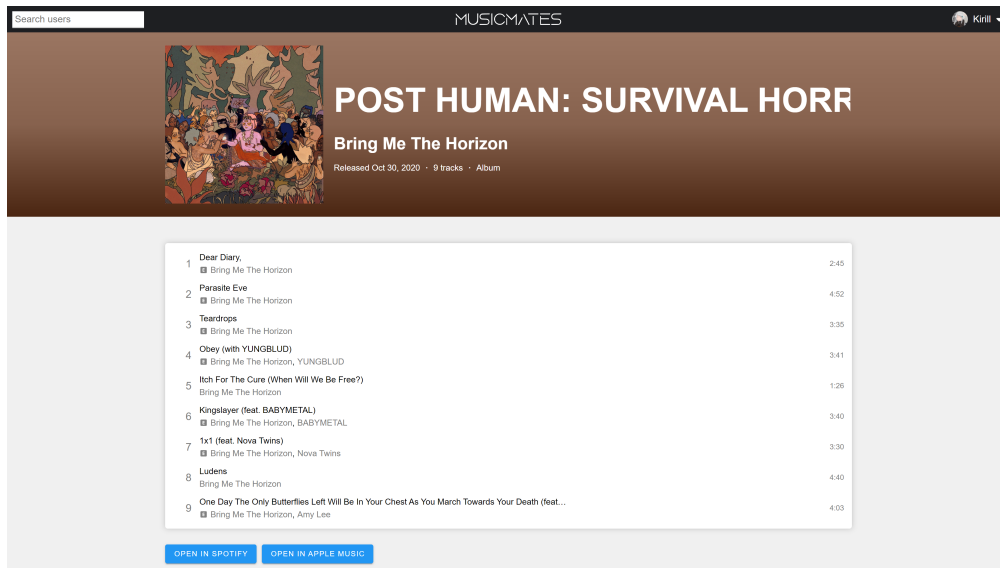 Search users
MUSICMATES
Kirill
POST HUMAN: SURVIVAL HORR
Bring Me The Horizon
Released Oct 30, 2020 · 9 tracks · Album
1
Dear Diary,
E Bring Me The Horizon
2:45
2
Parasite Eve
E Bring Me The Horizon
4:52
3
Teardrops
E Bring Me The Horizon
3:35
4
Obey (with YUNGBLUD)
E Bring Me The Horizon, YUNGBLUD
3:41
5
Itch For The Cure (When Will We Be Free?)
Bring Me The Horizon
1:26
6
Kingslayer (feat. BABYMETAL)
E Bring Me The Horizon, BABYMETAL
3:40
7
1x1 (feat. Nova Twins)
E Bring Me The Horizon, Nova Twins
3:30
8
Ludens
Bring Me The Horizon
4:40
9
One Day The Only Butterflies Left Will Be In Your Chest As You March Towards Your Death (feat…
E Bring Me The Horizon, Amy Lee
4:03
OPEN IN SPOTIFY
OPEN IN APPLE MUSIC